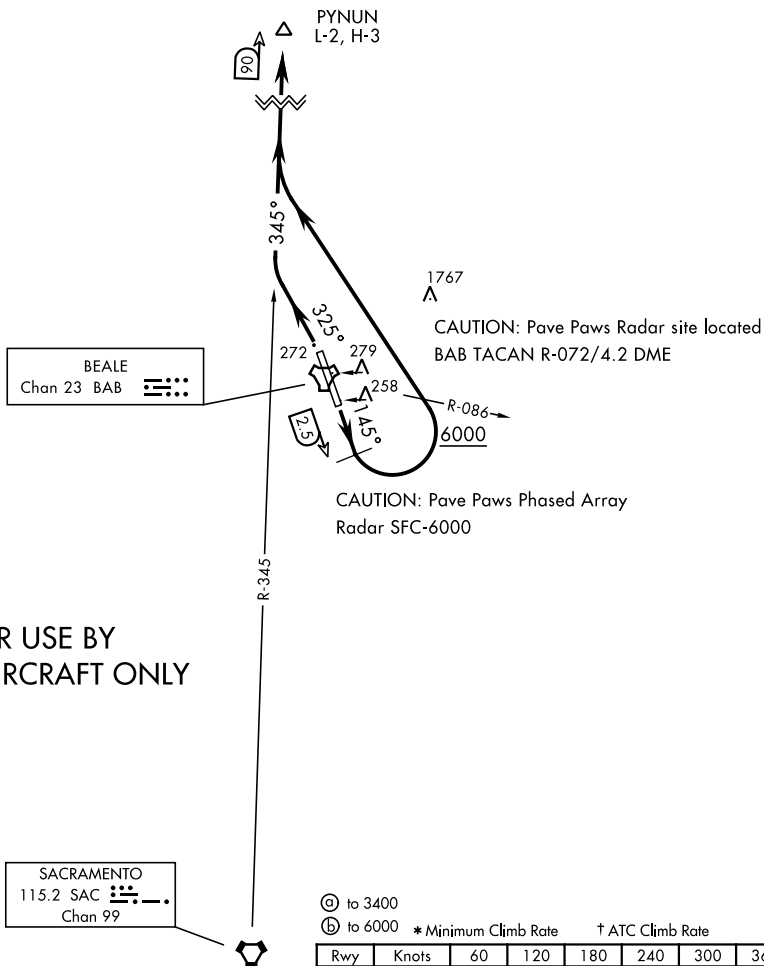 PYNUN
L-2, H-3
90
345°
1767
CAUTION: Pave Paws Radar site located
BAB TACAN R-072/4.2 DME
325°
272
279
258
BEALE
Chan 23 BAB
R-086
6000
145°
2.5
CAUTION: Pave Paws Phased Array
Radar SFC-6000
R-345
R USE BY
RCRAFT ONLY
SACRAMENTO
115.2 SAC
Chan 99
ⓐ to 3400
ⓑ to 6000 * Minimum Climb Rate † ATC Climb Rate
Rwy Knots 60 120 180 240 300